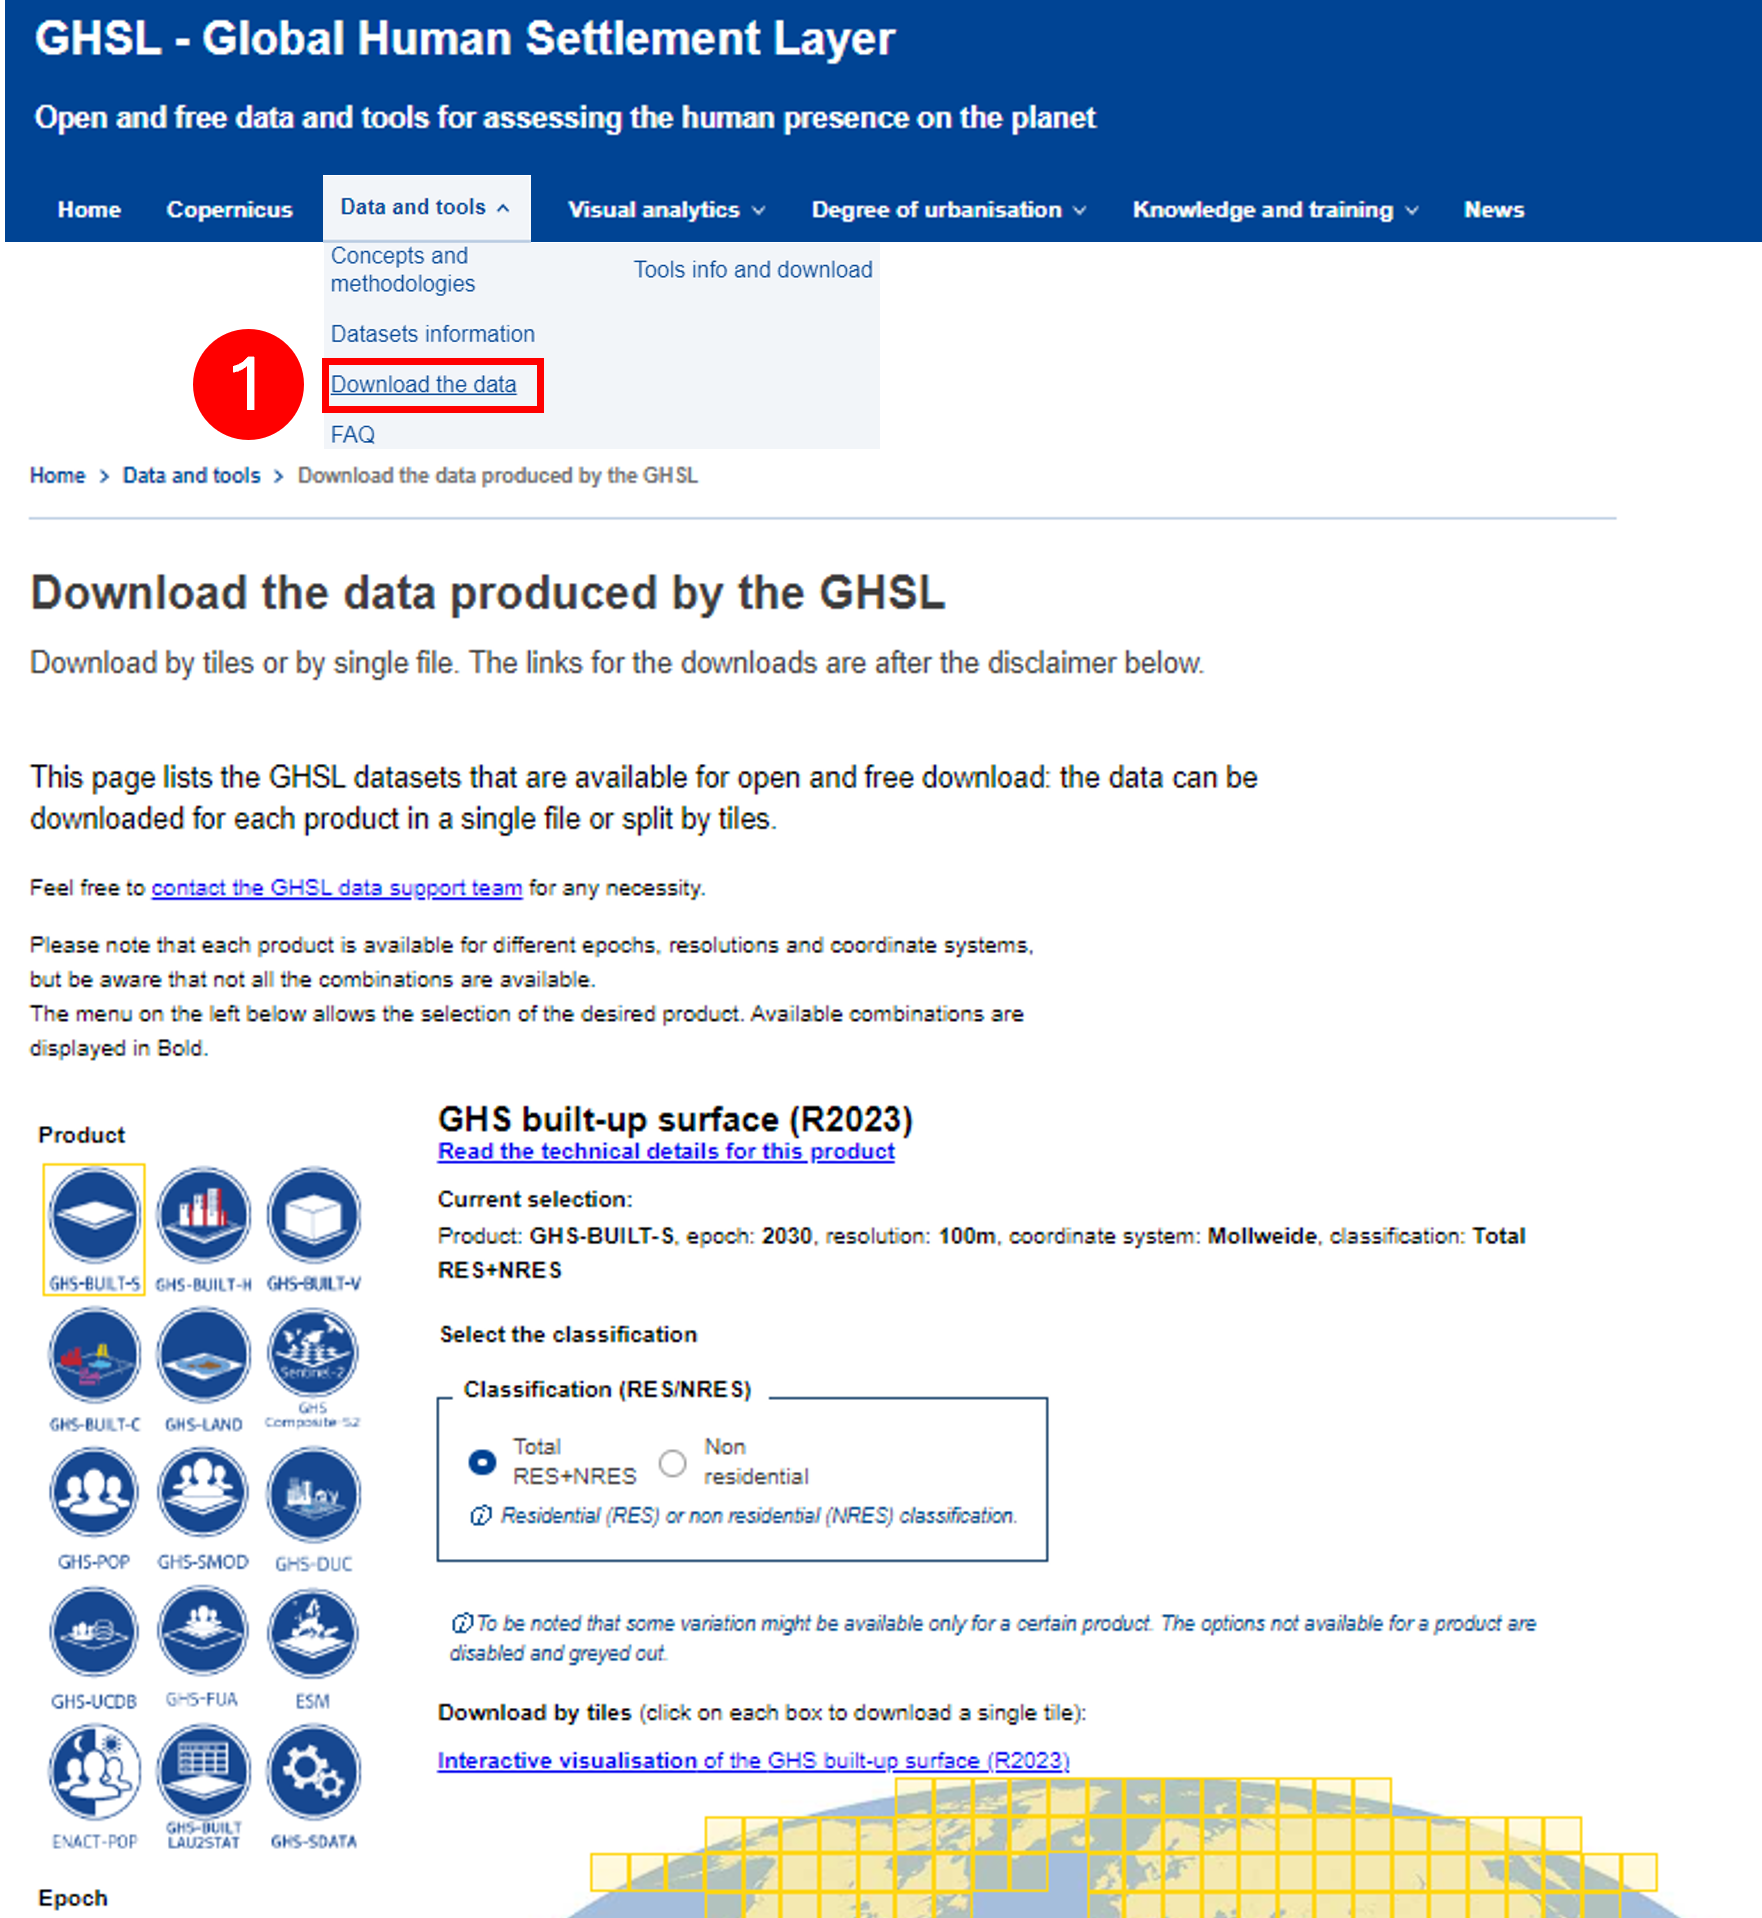 GHSL - Global Human Settlement Layer
Open and free data and tools for assessing the human presence on the planet
Home Copernicus Data and tools Visual analytics Degree of urbanisation Knowledge and training News
Concepts and
methodologies
Tools info and download
Datasets information
1
Download the data
FAQ
Home > Data and tools > Download the data produced by the GHSL
Download the data produced by the GHSL
Download by tiles or by single file. The links for the downloads are after the disclaimer below.
This page lists the GHSL datasets that are available for open and free download: the data can be
downloaded for each product in a single file or split by tiles.
Feel free to contact the GHSL data support team for any necessity.
Please note that each product is available for different epochs, resolutions and coordinate systems,
but be aware that not all the combinations are available.
The menu on the left below allows the selection of the desired product. Available combinations are
displayed in Bold.
Product
GHS-BUILT-S GHS-BUILT-H GHS-BUILT-V
Sentinel-2
GHS-BUILT-C GHS-LAND GHS
Composite-S2
GHS-POP GHS-SMOD GHS-DUC
GHS-UCDB GHS-FUA ESM
ENACT-POP GHS-BUILT
LAU2STAT GHS-SDATA
Epoch
GHS built-up surface (R2023)
Read the technical details for this product
Current selection:
Product: GHS-BUILT-S, epoch: 2030, resolution: 100m, coordinate system: Mollweide, classification: Total
RES+NRES
Select the classification
Classification (RES/NRES)
Total
RES+NRES
Non
residential
Residential (RES) or non residential (NRES) classification.
To be noted that some variation might be available only for a certain product. The options not available for a product are
disabled and greyed out.
Download by tiles (click on each box to download a single tile):
Interactive visualisation of the GHS built-up surface (R2023)